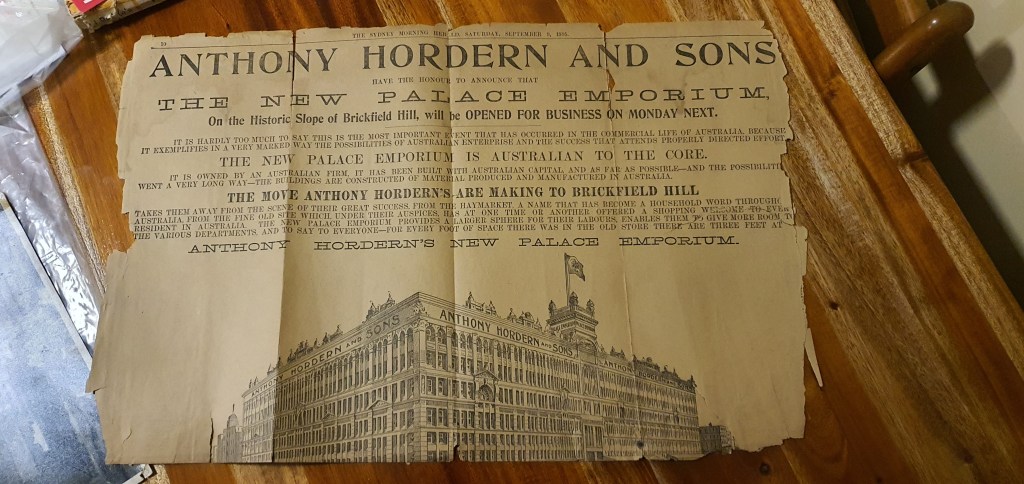 10 THE SYDNEY MORNING HERALD, SATURDAY, SEPTEMBER
ANTHONY HORDERN AND SONS
HAVE THE HONOUR TO ANNOUNCE THAT
THE NEW PALACE EMPORIUM,
On the Historic Slope of Brickfield Hill, will be OPENED FOR BUSINESS ON MONDAY NEXT.
IT IS HARDLY TOO MUCH TO SAY THIS IS THE MOST IMPORTANT EVENT THAT HAS OCCURRED IN THE COMMERCIAL LIFE OF AUSTRALIA, BECAUSE
IT EXEMPLIFIES IN A VERY MARKED WAY THE POSSIBILITIES OF AUSTRALIAN ENTERPRISE AND THE SUCCESS THAT ATTENDS PROPERLY DIRECTED EFFORT
THE NEW PALACE EMPORIUM IS AUSTRALIAN TO THE CORE.
IT IS OWNED BY AN AUSTRALIAN FIRM, IT HAS BEEN BUILT WITH AUSTRALIAN CAPITAL AND AS FAR AS POSSIBLE—AND THE POSSIBILITY
WENT A VERY LONG WAY—THE BUILDINGS ARE CONSTRUCTED OF MATERIAL PRODUCED AND MANUFACTURED IN AUSTRALIA.
THE MOVE ANTHONY HORDERN'S ARE MAKING TO BRICKFIELD HILL
TAKES THEM AWAY FROM THE SCENE OF THEIR GREAT SUCCESS, FROM THE HAYMARKET, A NAME THAT HAS BECOME A HOUSEHOLD WORD THROUGH
AUSTRALIA, FROM THE FINE OLD SITE WHICH, UNDER THEIR AUSPICES, HAS AT ONE TIME OR ANOTHER OFFERED A SHOPPING WELCOME TO EVER
RESIDENT IN AUSTRALIA. THE NEW PALACE EMPORIUM PROVIDES A LARGER SPHERE FOR THEIR LABOURS, ENABLES THEM TO GIVE MORE ROOM T
THE VARIOUS DEPARTMENTS, AND TO SAY TO EVERYONE—FOR EVERY FOOT OF SPACE THERE WAS IN THE OLD STORE THERE ARE THREE FEET AT
ANTHONY HORDERN'S NEW PALACE EMPORIUM.
HORDERN AND SONS
ANTHONY HORDERN AND SONS
ANTHO